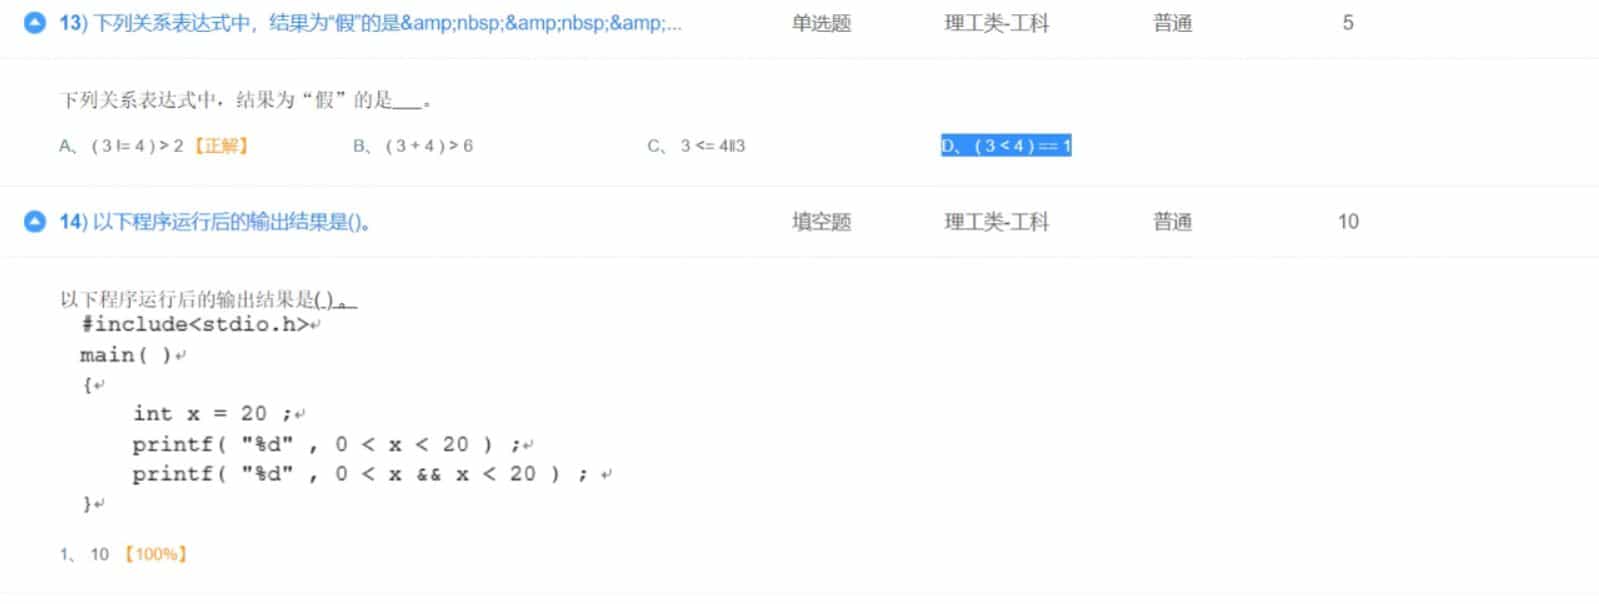 13) 下列关系表达式中，结果为“假”的是&amp;nbsp;&amp;nbsp;&amp;... 单选题 理工类-工科 普通 5
下列关系表达式中，结果为“假”的是___。
A、 ( 3 != 4 ) > 2 【正解】 B、 ( 3 + 4 ) > 6 C、 3 <= 4||3 D、 ( 3 < 4 ) == 1
14) 以下程序运行后的输出结果是()。 填空题 理工类-工科 普通 10
以下程序运行后的输出结果是( )。
#include<stdio.h>↵
main( )↵
{↵
int x = 20 ;↵
printf( "%d" , 0 < x < 20 ) ;↵
printf( "%d" , 0 < x && x < 20 ) ; ↵
}↵
1、 10 【100%】